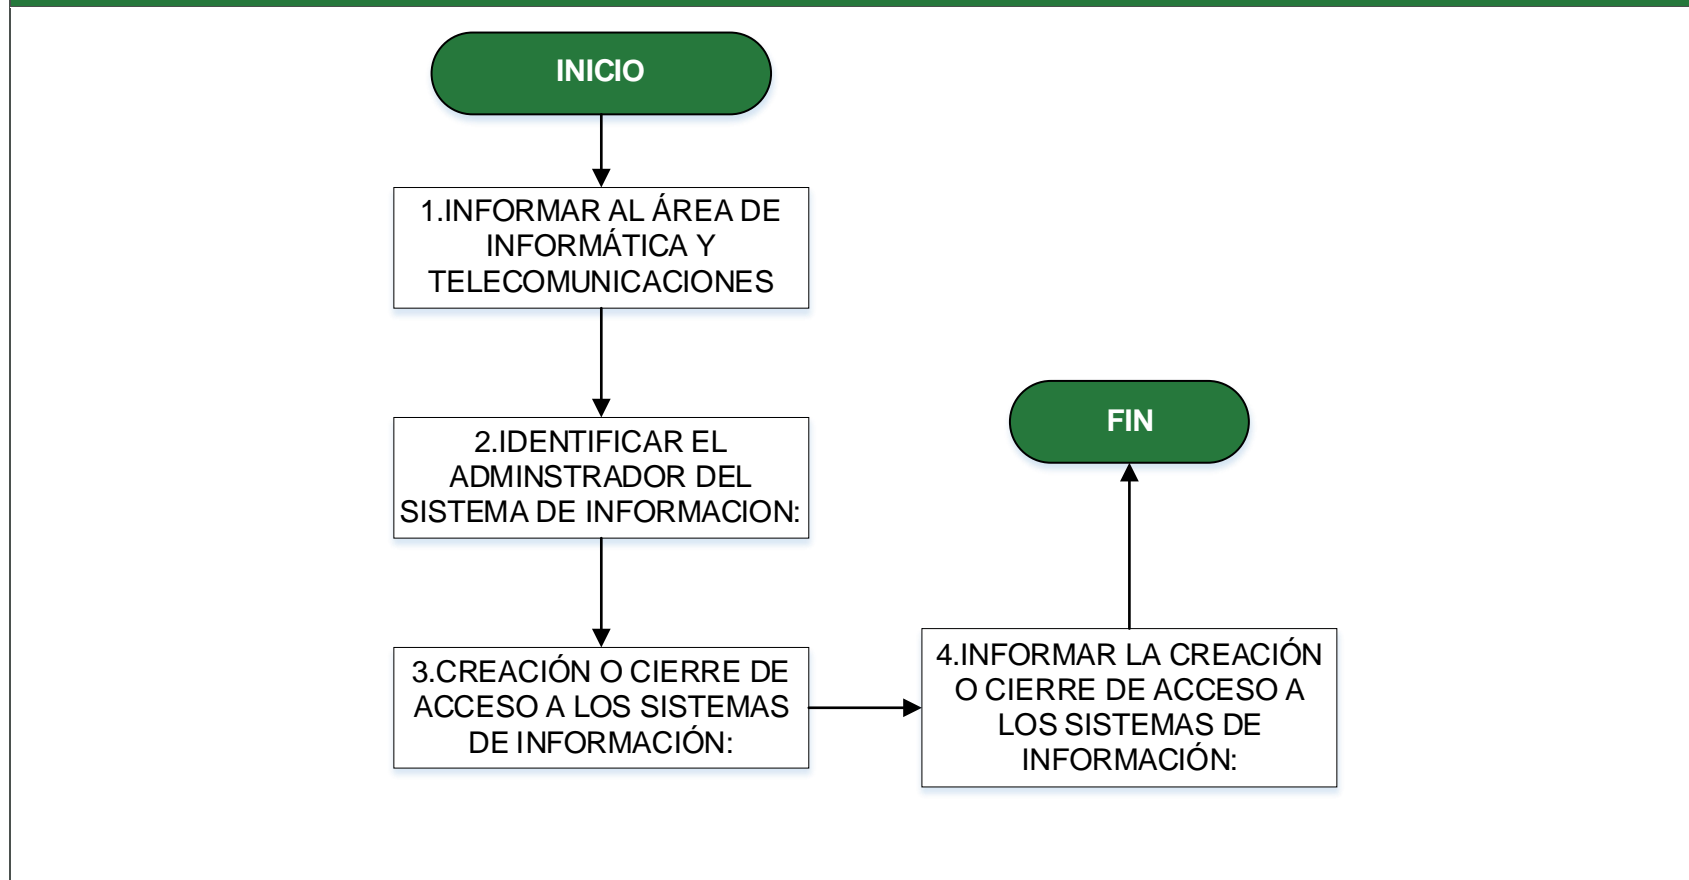 INICIO
1.INFORMAR AL ÁREA DE
INFORMÁTICA Y
TELECOMUNICACIONES
2.IDENTIFICAR EL
ADMINSTRADOR DEL
SISTEMA DE INFORMACION:
3.CREACIÓN O CIERRE DE
ACCESO A LOS SISTEMAS
DE INFORMACIÓN:
4.INFORMAR LA CREACIÓN
O CIERRE DE ACCESO A
LOS SISTEMAS DE
INFORMACIÓN:
FIN